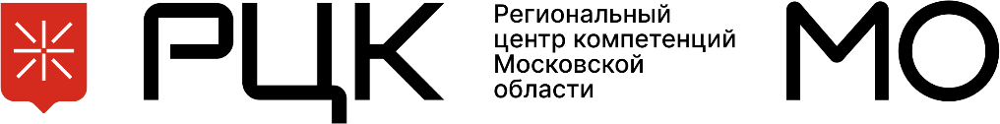 РЦК
Региональный
центр компетенций
Московской
области
МО